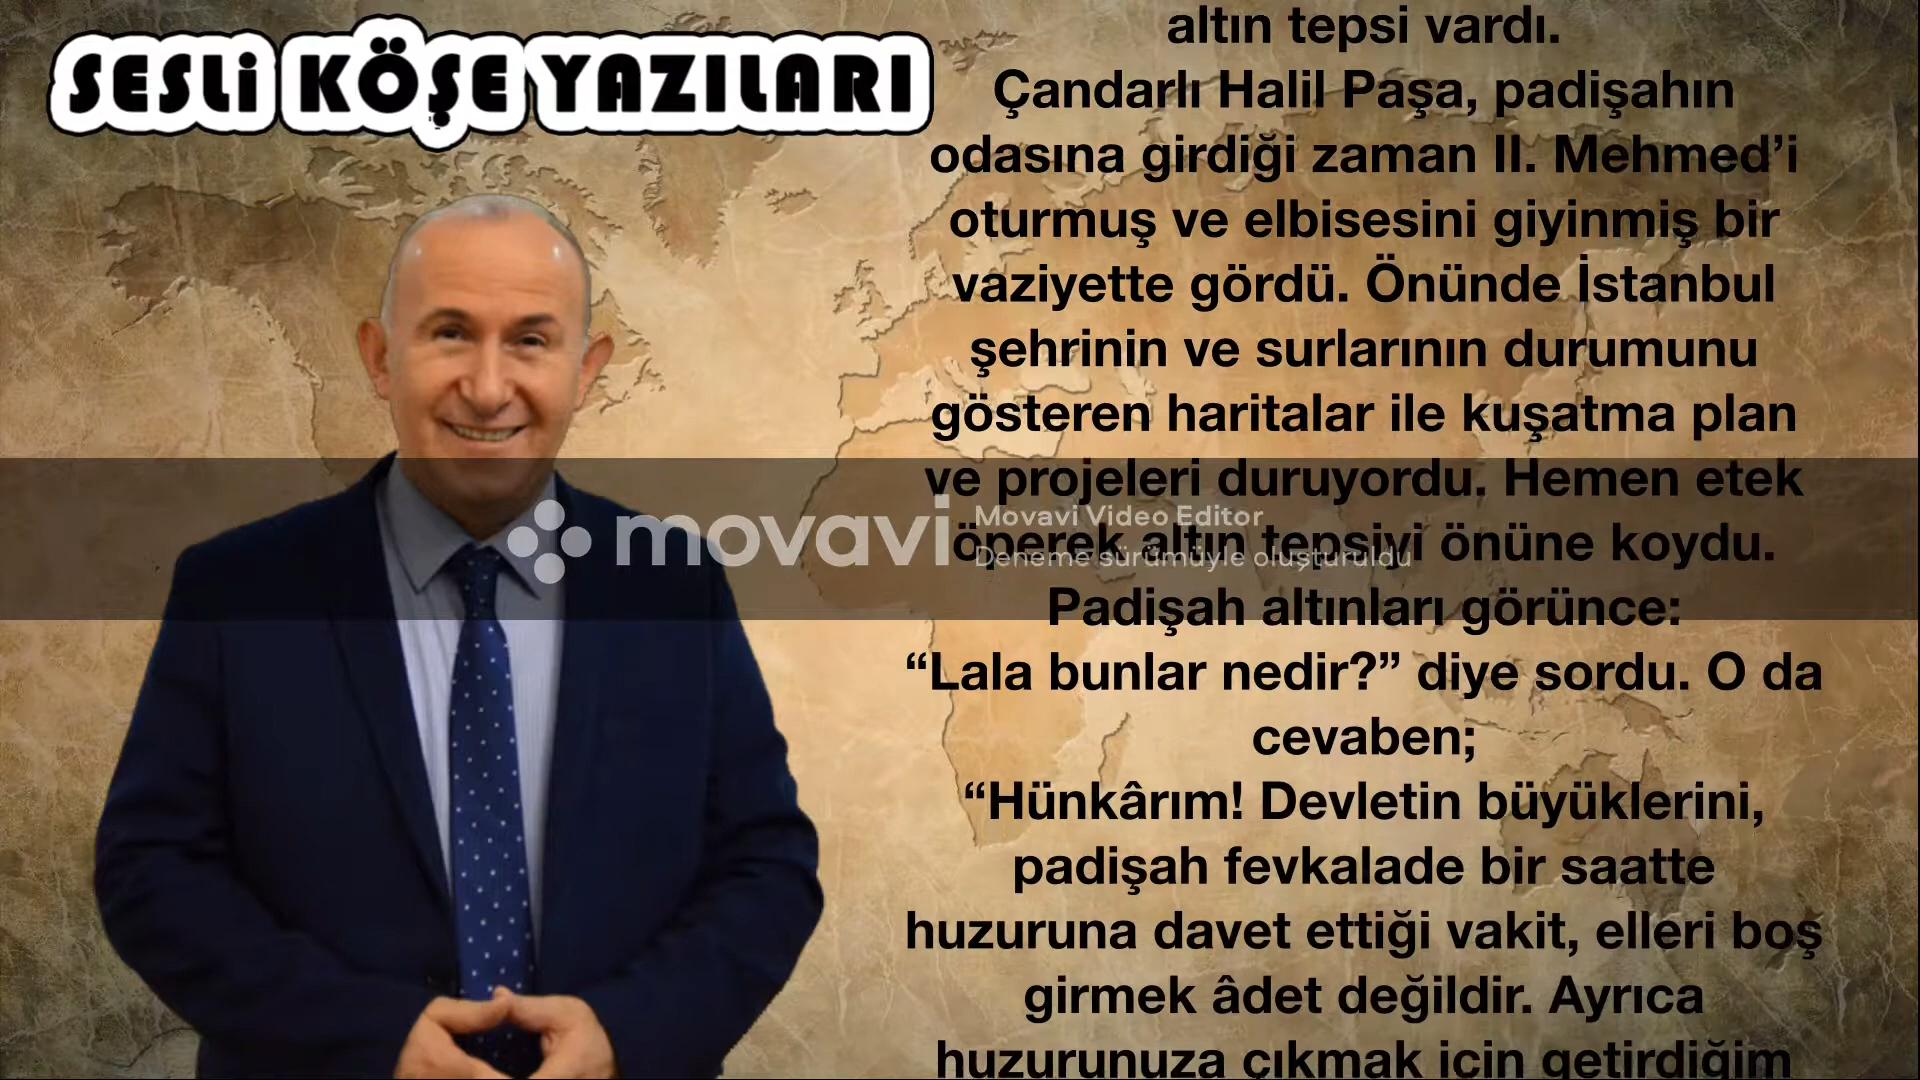 SESLİ KÖŞE YAZILARI
altın tepsi vardı.
Çandarlı Halil Paşa, padişahın
odasına girdiği zaman II. Mehmed’i
oturmuş ve elbisesini giyinmiş bir
vaziyette gördü. Önünde İstanbul
şehrinin ve surlarının durumunu
gösteren haritalar ile kuşatma plan
ve projeleri duruyordu. Hemen etek
öperek altın tepsiyi önüne koydu.
Padişah altınları görünce:
“Lala bunlar nedir?” diye sordu. O da
cevaben;
“Hünkârım! Devletin büyüklerini,
padişah fevkalade bir saatte
huzuruna davet ettiği vakit, elleri boş
girmek âdet değildir. Ayrıca
huzurunuza çıkmak için getirdiğim
movavi
Movavi Video Editor
Deneme sürümüyle oluşturuldu